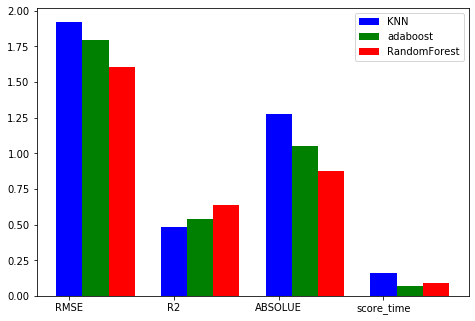 2.00
1.75
1.50
1.25
1.00
0.75
0.50
0.25
0.00
KNN
adaboost
RandomForest
RMSE
R2
ABSOLUE
score_time